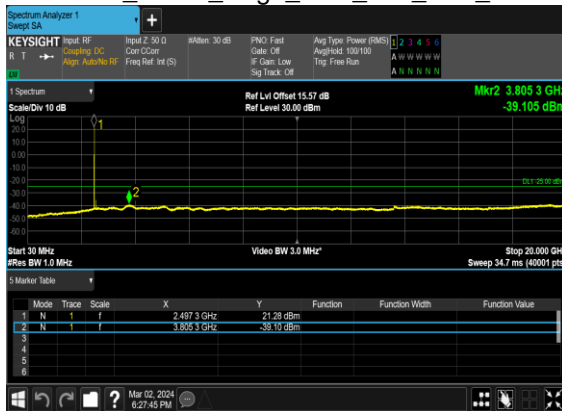 Spectrum Analyzer 1
Swept SA
KEYSIGHT Input: RF Input Z: 50 Ω #Atten: 30 dB PNO: Fast Avg Type: Power (RMS) 1 2 3 4 5 6
R T Coupling: DC Corr CCorr Gate: Off Avg|Hold: 100/100 A W W W W W
Align: Auto/No RF Freq Ref: Int (S) IF Gain: Low Trig: Free Run
Sig Track: Off A N N N N N
1 Spectrum Ref Lvl Offset 15.57 dB Mkr2 3.805 3 GHz
Scale/Div 10 dB Ref Level 30.00 dBm -39.105 dBm
Log
20.0
10.0
0.00
-10.0
-20.0
-30.0
-40.0
-50.0
-60.0
1
2
DL1 -25.00 dBm
Start 30 MHz Video BW 3.0 MHz* Stop 20.000 GH
#Res BW 1.0 MHz Sweep 34.7 ms (40001 pts
5 Marker Table
Mode Trace Scale X Y Function Function Width Function Value
1 N 1 f 2.497 3 GHz 21.28 dBm
2 N 1 f 3.805 3 GHz -39.10 dBm
3
4
5
6
? Mar 02, 2024
6:27:45 PM